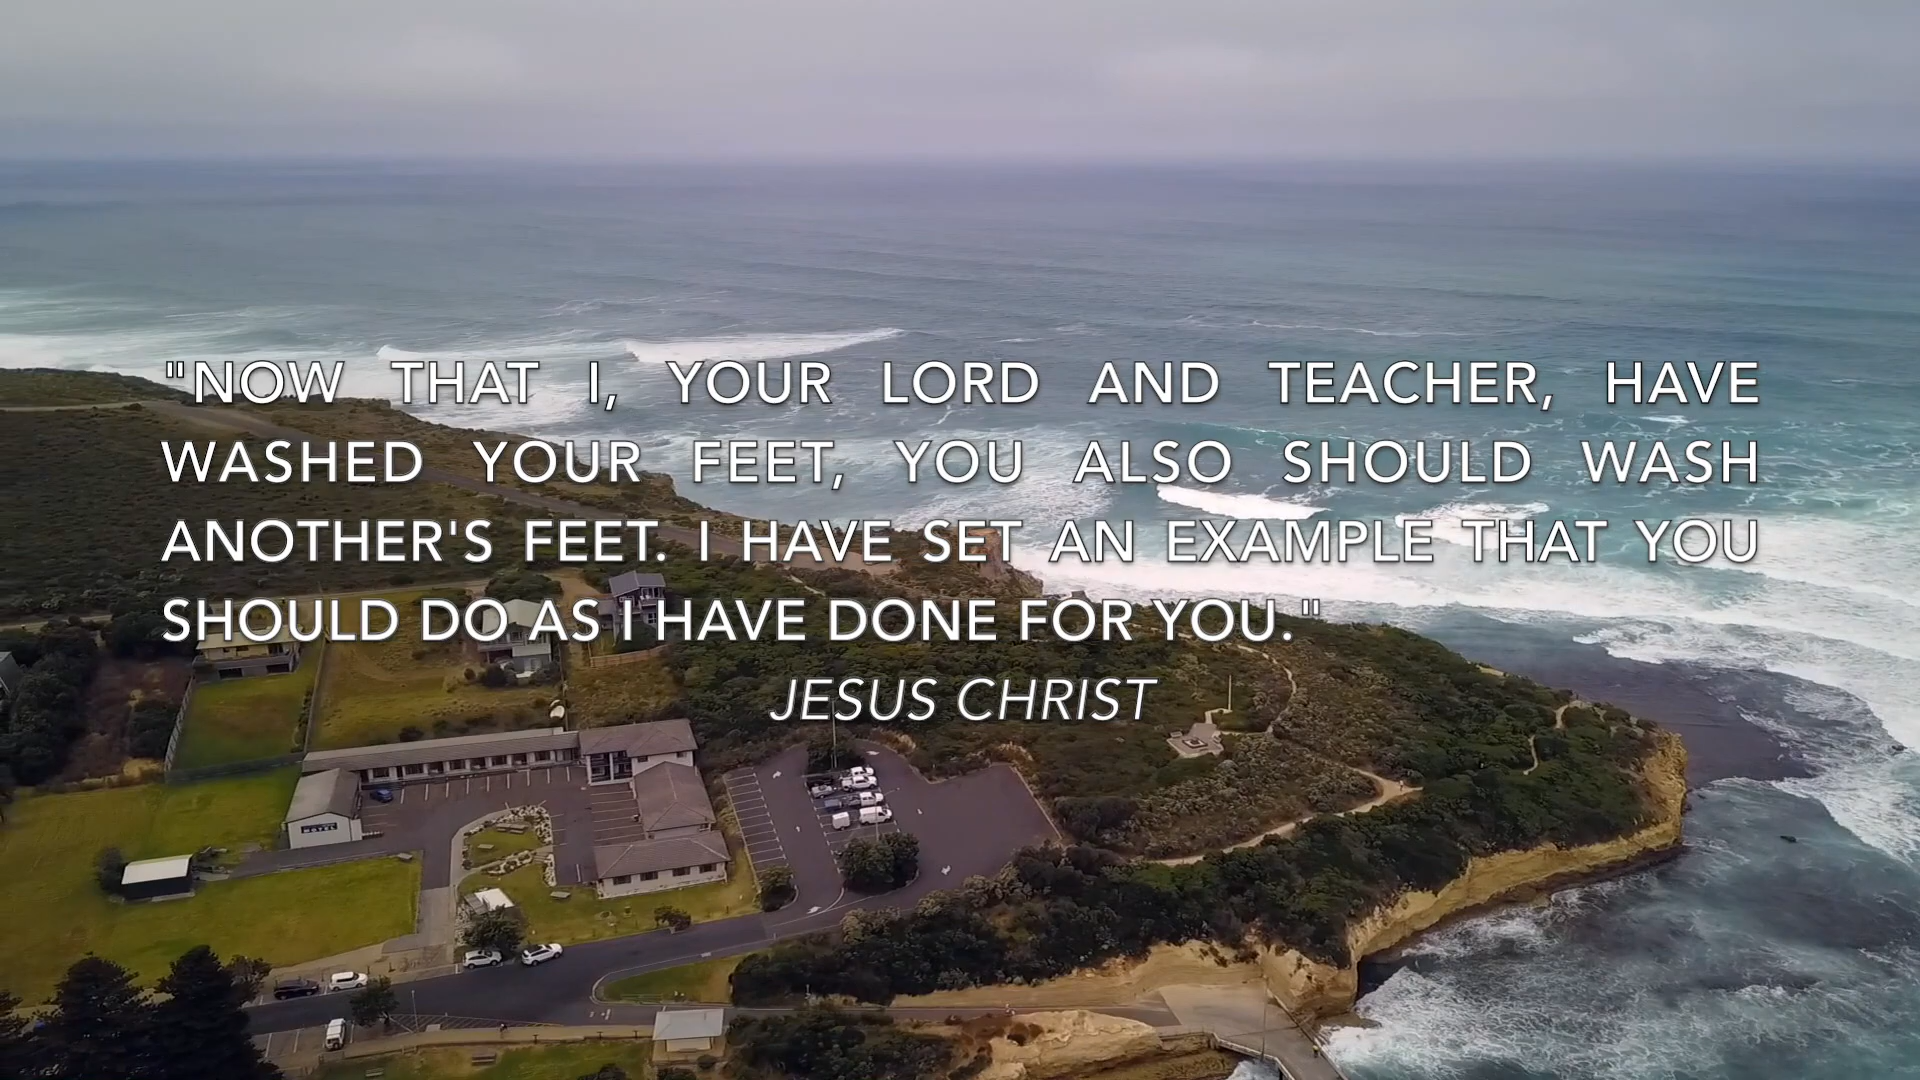 "NOW THAT I, YOUR LORD AND TEACHER, HAVE
WASHED YOUR FEET, YOU ALSO SHOULD WASH
ANOTHER'S FEET. I HAVE SET AN EXAMPLE THAT YOU
SHOULD DO AS I HAVE DONE FOR YOU."
JESUS CHRIST
MOTEL